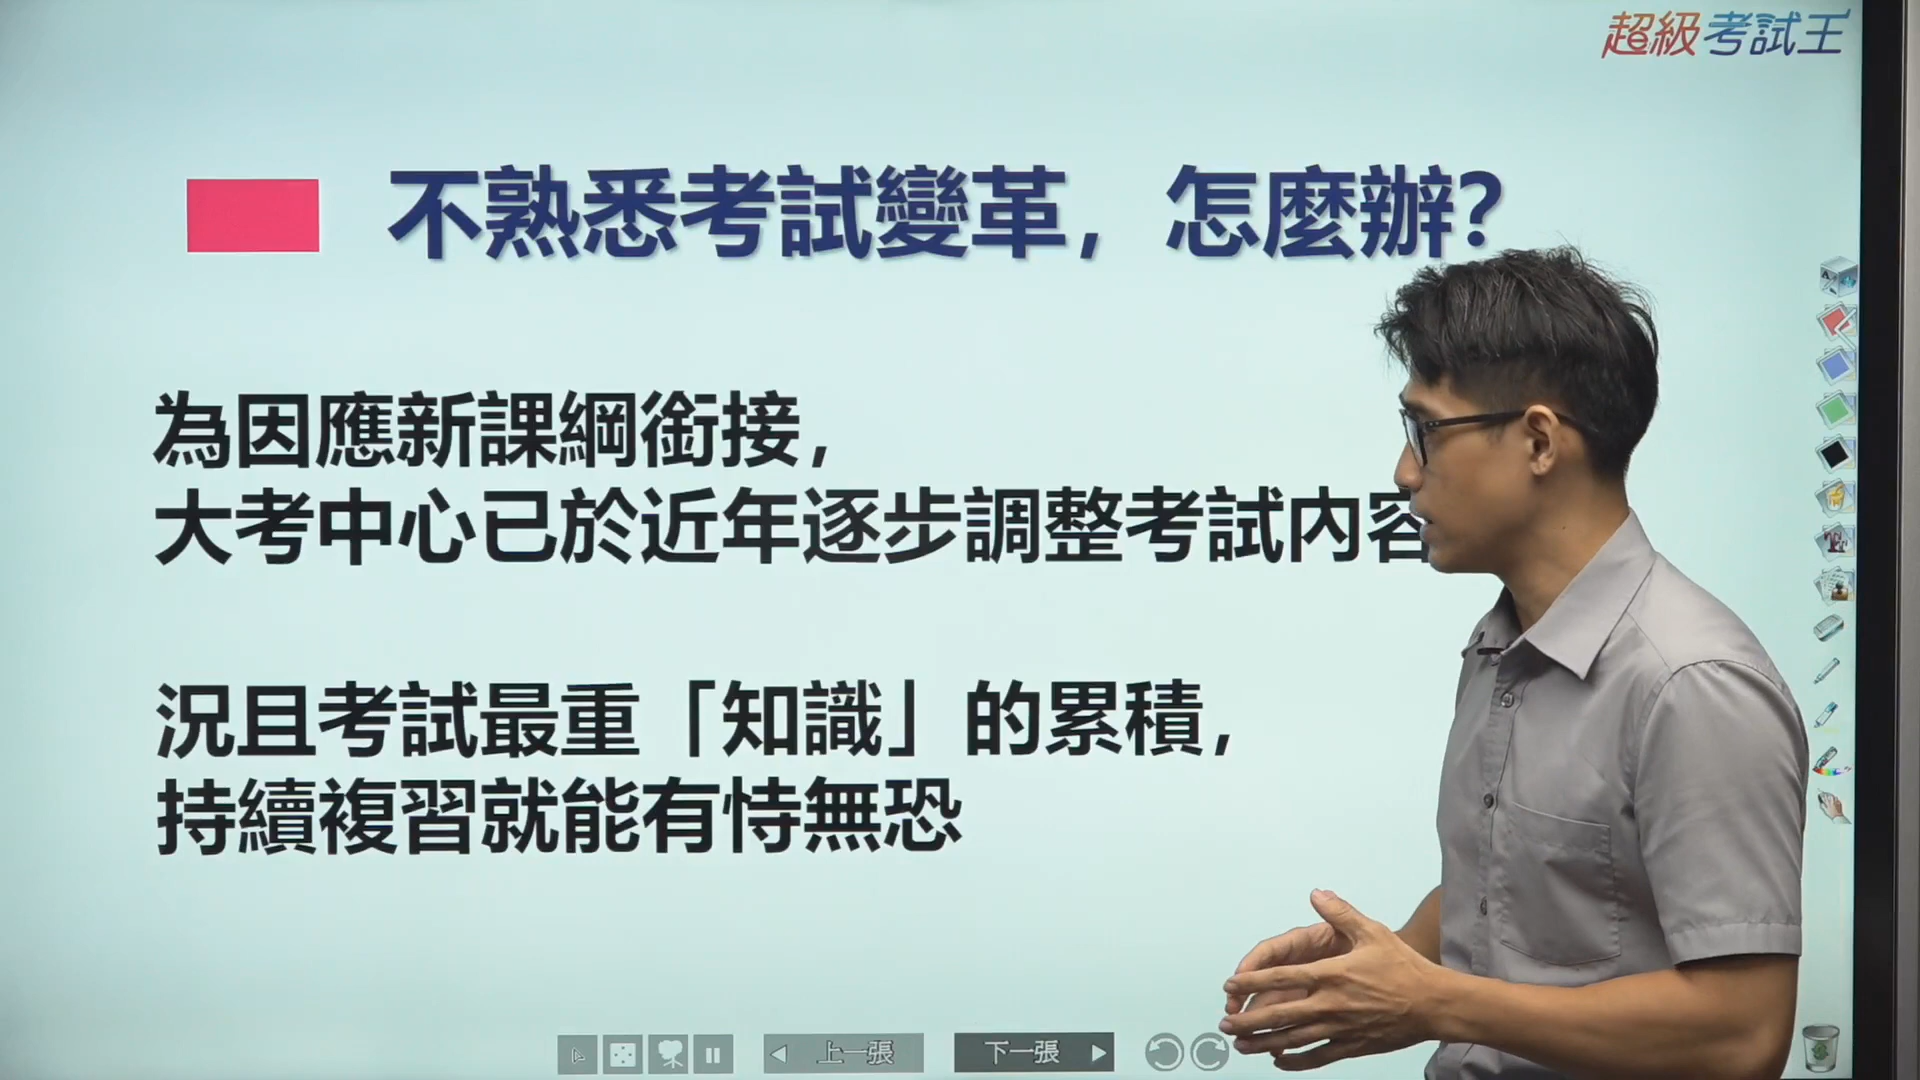 超級考試王
不熟悉考試變革，怎麼辦？
為因應新課綱銜接，
大考中心已於近年逐步調整考試內容
況且考試最重「知識」的累積，
持續複習就能有恃無恐
上一張
下一張